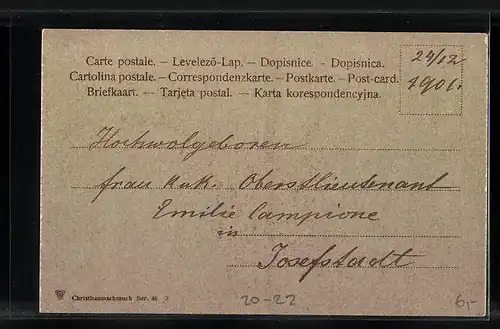 Carte postale. – Levelező-Lap. – Dopisnice. – Dopisnica.
Cartolina postale. – Correspondenzkarte. – Postkarte. – Post-card.
Briefkaart. – Tarjeta postal. – Karta korespondencyjna.
24/12
1901.
Hochwolgeboren
Frau k u k. Oberstlieutenant
Emilie Campione
in
Josefstadt
Christbaumschmuck Ser. 46
20-22
6,-